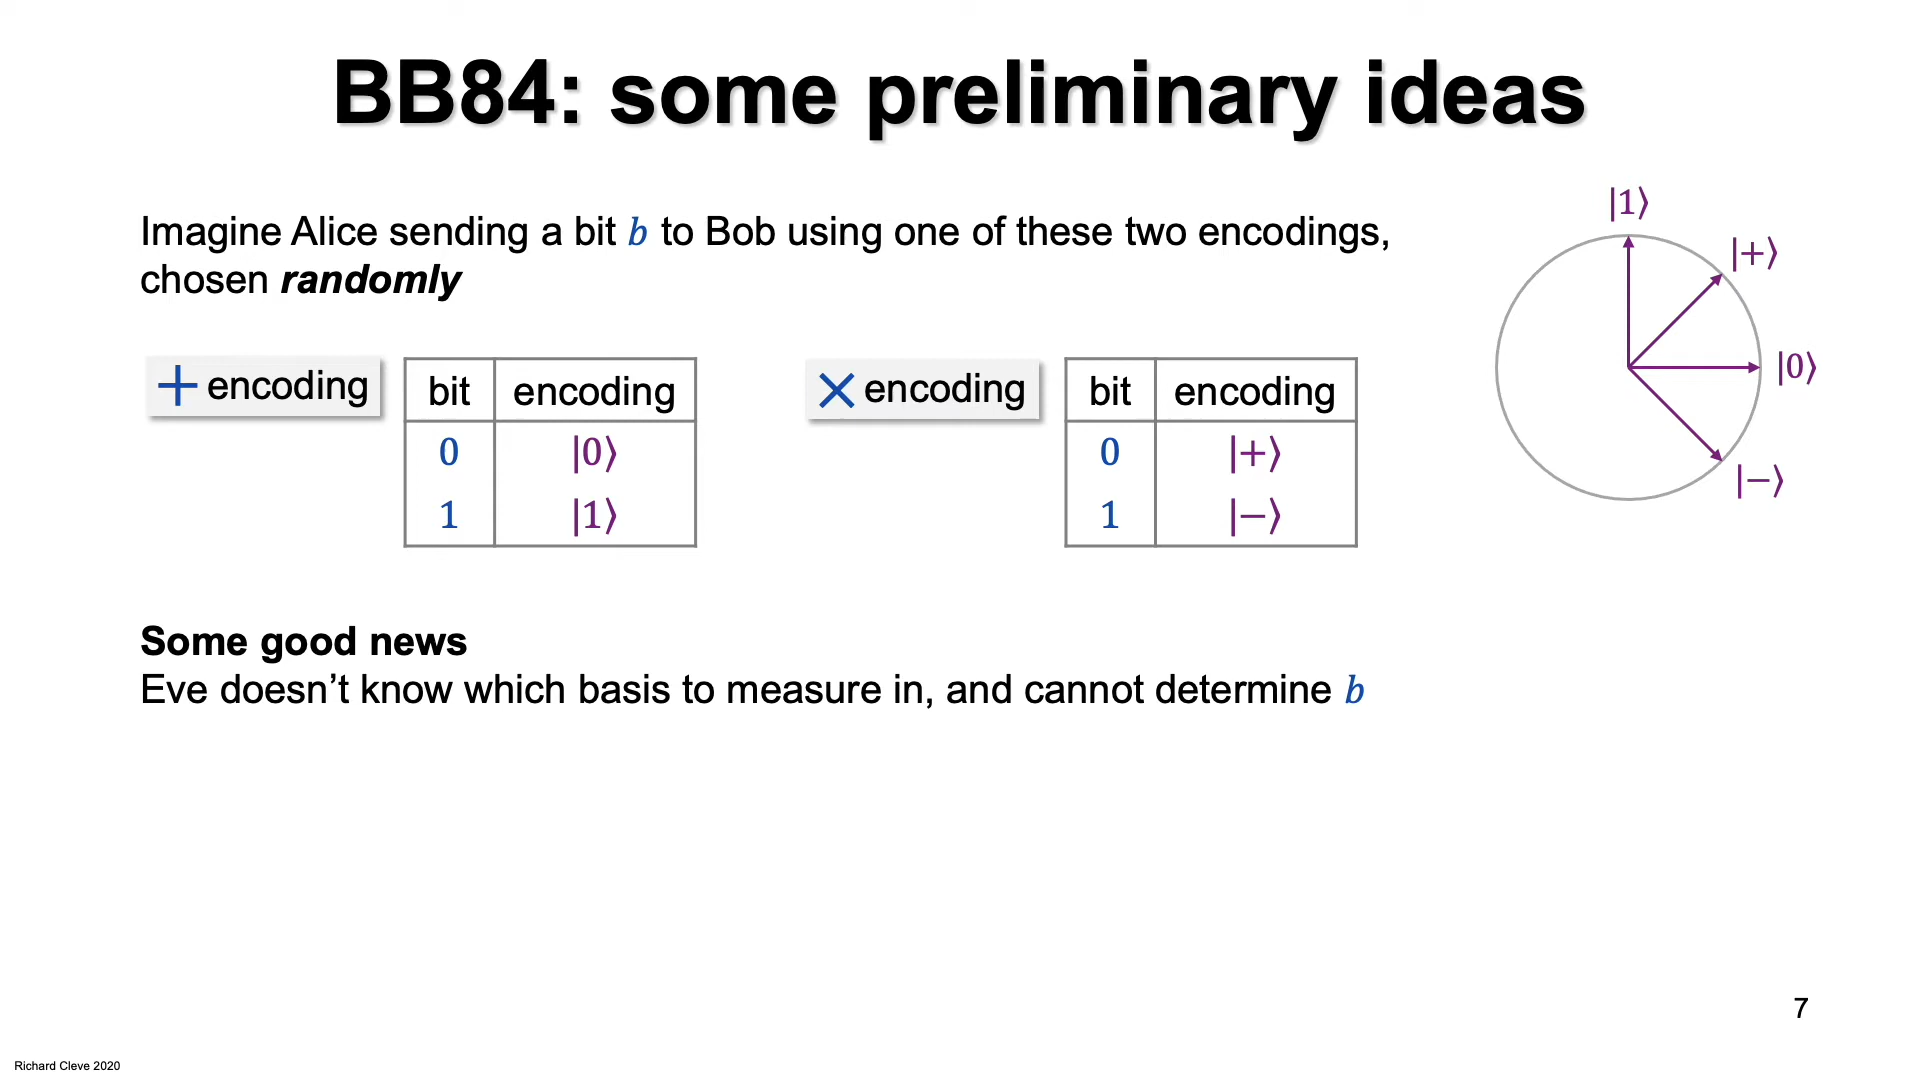 BB84: some preliminary ideas
Imagine Alice sending a bit b to Bob using one of these two encodings,
chosen randomly
+ encoding
bit encoding
0 |0⟩
1 |1⟩
× encoding
bit encoding
0 |+⟩
1 |−⟩
|1⟩
|+⟩
|0⟩
|−⟩
Some good news
Eve doesn’t know which basis to measure in, and cannot determine b
7
Richard Cleve 2020